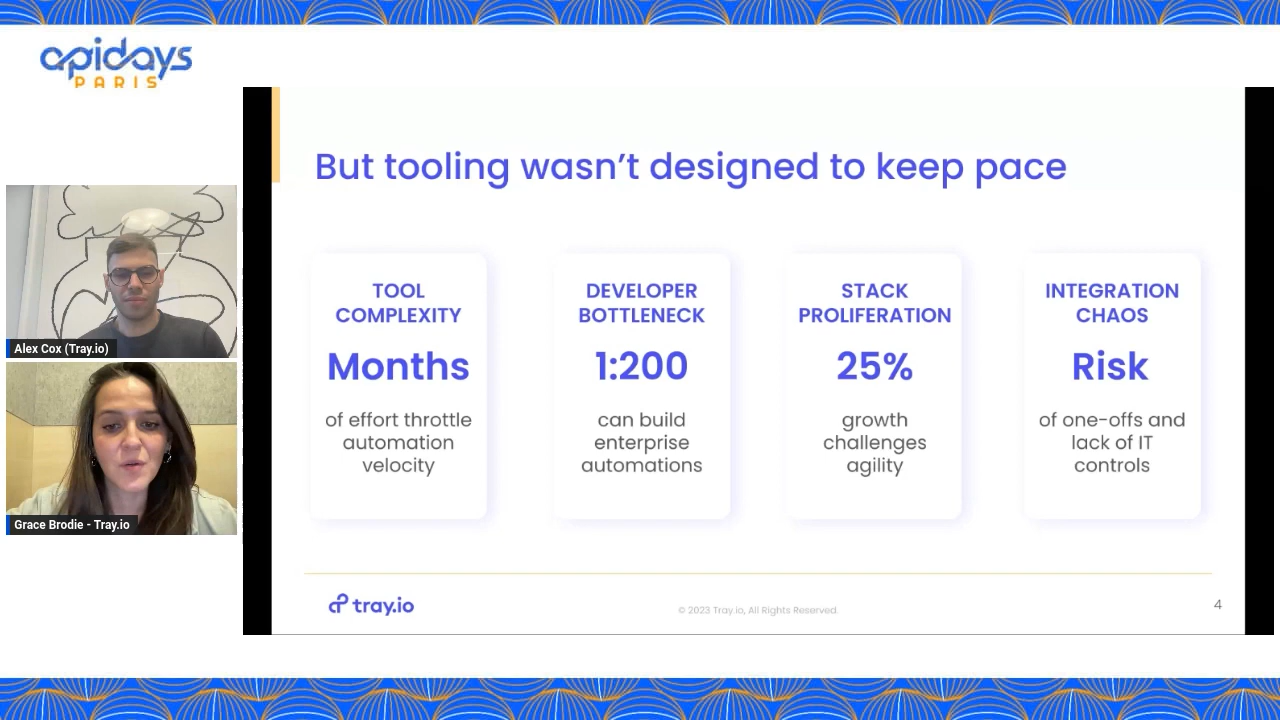 apidays
PARIS
But tooling wasn't designed to keep pace
TOOL
COMPLEXITY
Months
of effort throttle
automation
velocity
DEVELOPER
BOTTLENECK
1:200
can build
enterprise
automations
STACK
PROLIFERATION
25%
growth
challenges
agility
INTEGRATION
CHAOS
Risk
of one-offs and
lack of IT
controls
Alex Cox (Tray.io)
Grace Brodie - Tray.io
tray.io
© 2023 Tray.io, All Rights Reserved
4